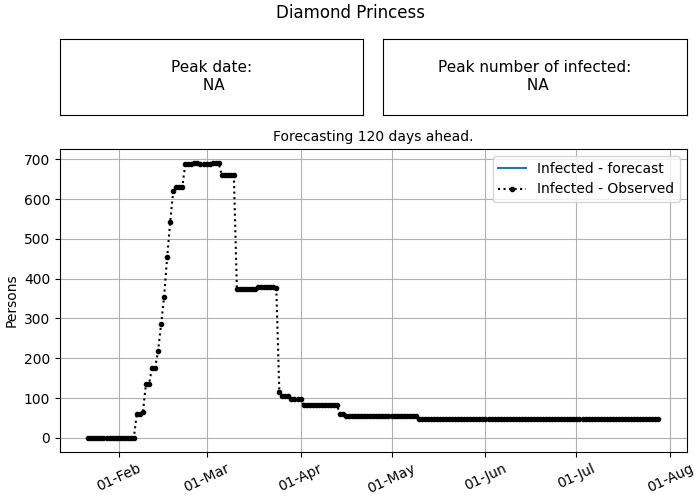 Diamond Princess
Peak date:
NA
Peak number of infected:
NA
Forecasting 120 days ahead.
Infected - forecast
Infected - Observed
Persons
700
600
500
400
300
200
100
0
01-Feb
01-Mar
01-Apr
01-May
01-Jun
01-Jul
01-Aug